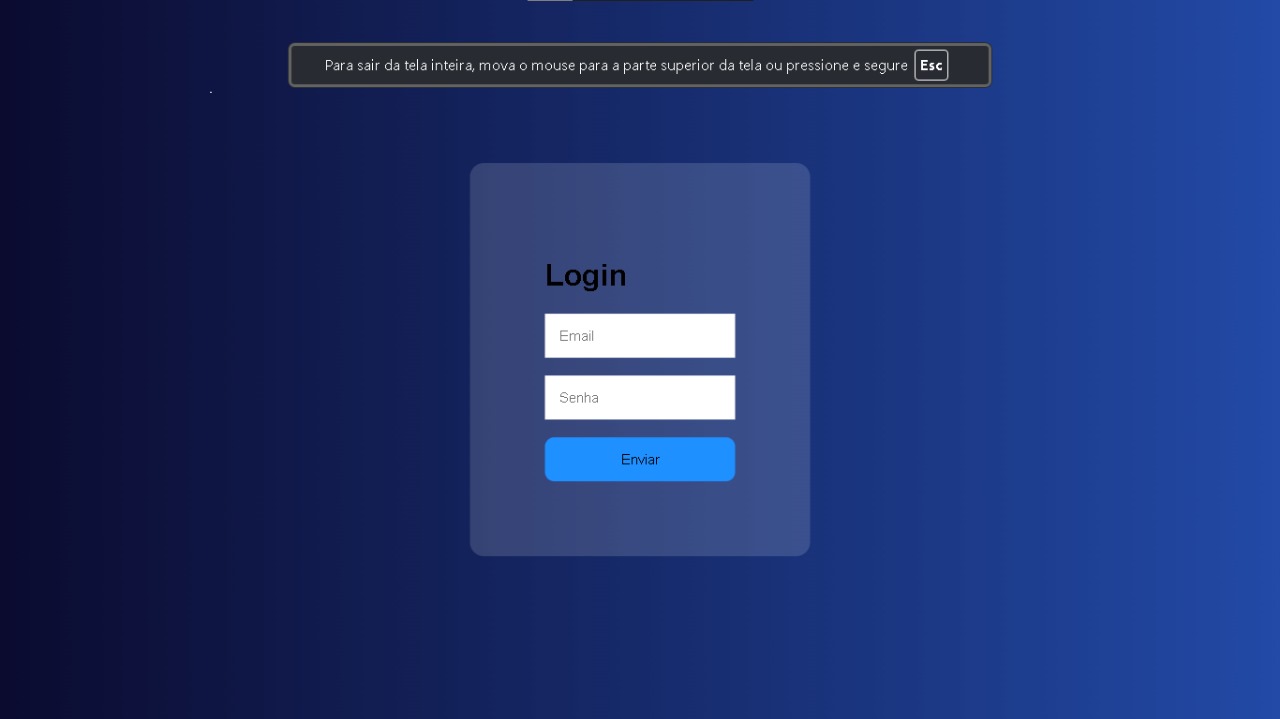 Para sair da tela inteira, mova o mouse para a parte superior da tela ou pressione e segure Esc
Login
Email
Senha
Enviar